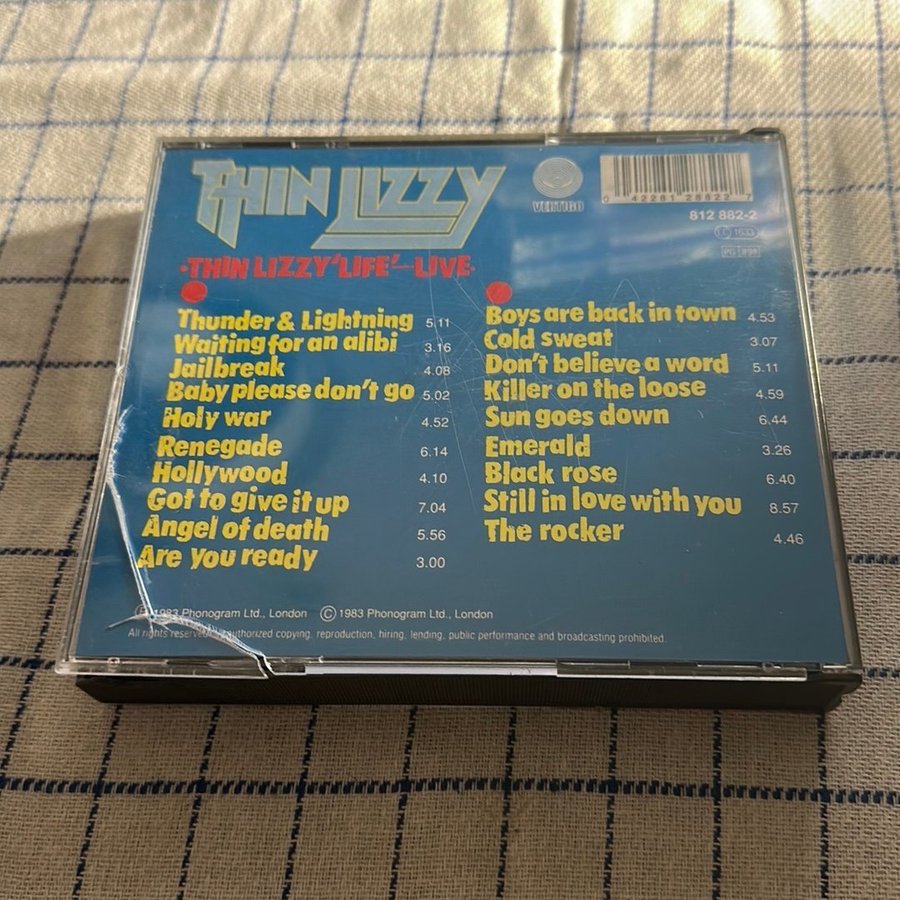 THIN LIZZY
VERTIGO
812 882-2
·THIN LIZZY'LIFE'—LIVE·
Thunder & Lightning 5.11
Waiting for an alibi 3.16
Jailbreak 4.08
Baby please don't go 5.02
Holy war 4.52
Renegade 6.14
Hollywood 4.10
Got to give it up 7.04
Angel of death 5.56
Are you ready 3.00
Boys are back in town 4.53
Cold sweat 3.07
Don't believe a word 5.11
Killer on the loose 4.59
Sun goes down 6.44
Emerald 3.26
Black rose 6.40
Still in love with you 8.57
The rocker 4.46
Ⓟ 1983 Phonogram Ltd., London © 1983 Phonogram Ltd., London
All rights reserved. authorized copying, reproduction, hiring, lending, public performance and broadcasting prohibited.